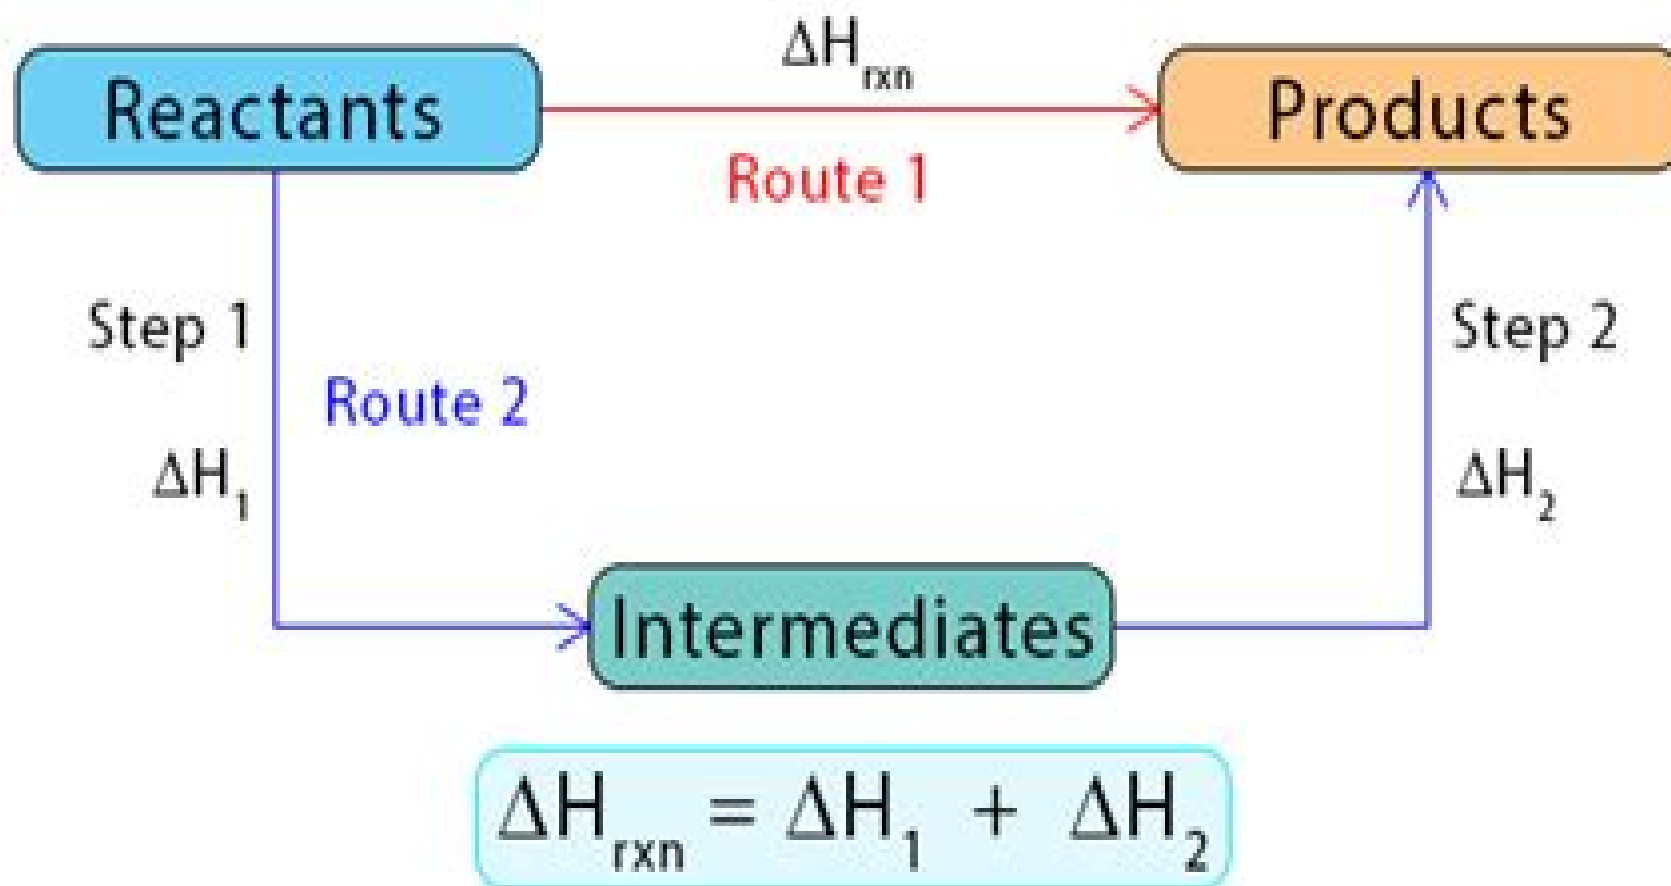 ΔHrxn
Reactants
Products
Route 1
Step 1
Step 2
Route 2
ΔH1
ΔH2
Intermediates
ΔHrxn = ΔH1 + ΔH2